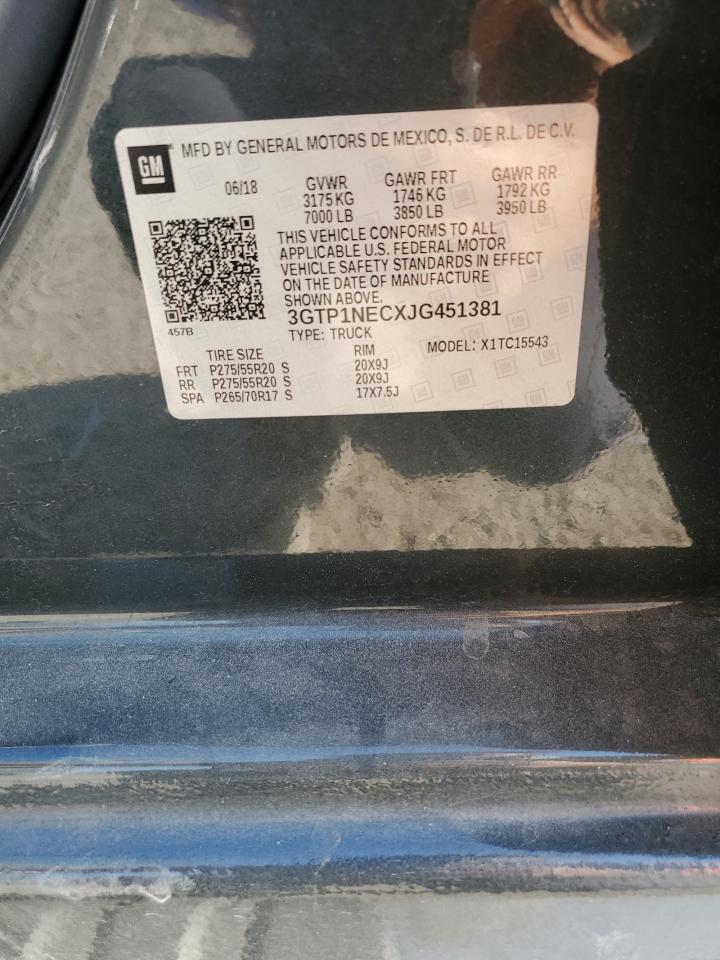 GM
MFD BY GENERAL MOTORS DE MEXICO, S. DE R.L. DE C.V.
06/18 GVWR GAWR FRT GAWR RR
3175 KG 1746 KG 1792 KG
7000 LB 3850 LB 3950 LB
THIS VEHICLE CONFORMS TO ALL
APPLICABLE U.S. FEDERAL MOTOR
VEHICLE SAFETY STANDARDS IN EFFECT
ON THE DATE OF MANUFACTURE
SHOWN ABOVE.
457B
3GTP1NECXJG451381
TYPE: TRUCK MODEL: X1TC15543
TIRE SIZE RIM
FRT P275/55R20 S 20X9J
RR P275/55R20 S 20X9J
SPA P265/70R17 S 17X7.5J